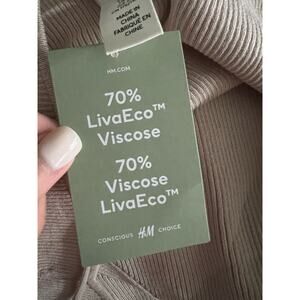 MADE IN
CHINA
FABRIQUÉ EN
CHINE
HM.COM
70%
LivaEco™
Viscose
70%
Viscose
LivaEco™
CONSCIOUS H&M CHOICE